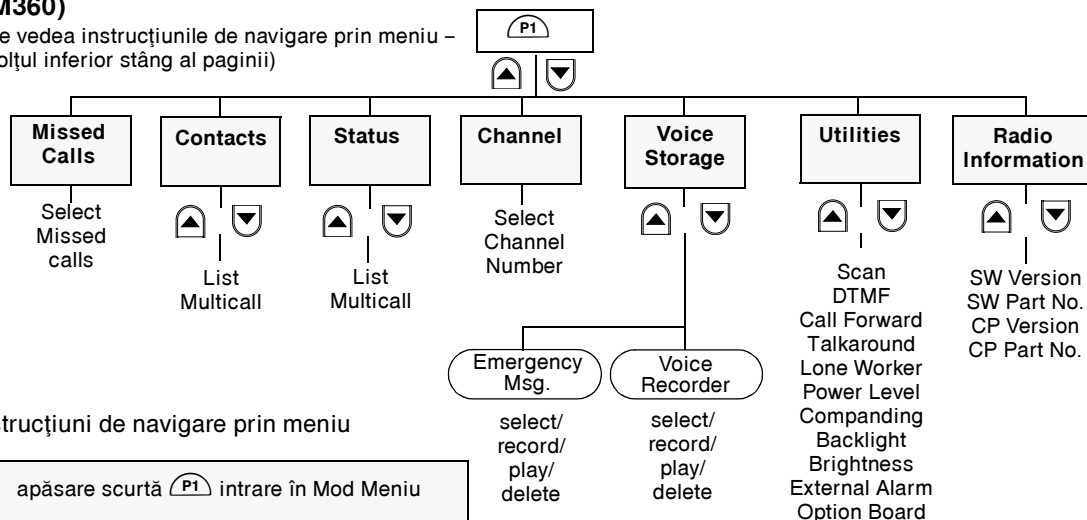 M360)
e vedea instrucţiunile de navigare prin meniu –
olţul inferior stâng al paginii)
P1
Missed
Calls
Contacts
Status
Channel
Voice
Storage
Utilities
Radio
Information
Select
Missed
calls
List
Multicall
List
Multicall
Select
Channel
Number
Emergency
Msg.
select/
record/
play/
delete
Voice
Recorder
select/
record/
play/
delete
Scan
DTMF
Call Forward
Talkaround
Lone Worker
Power Level
Companding
Backlight
Brightness
External Alarm
Option Board
SW Version
SW Part No.
CP Version
CP Part No.
strucţiuni de navigare prin meniu
apăsare scurtă P1 intrare în Mod Meniu